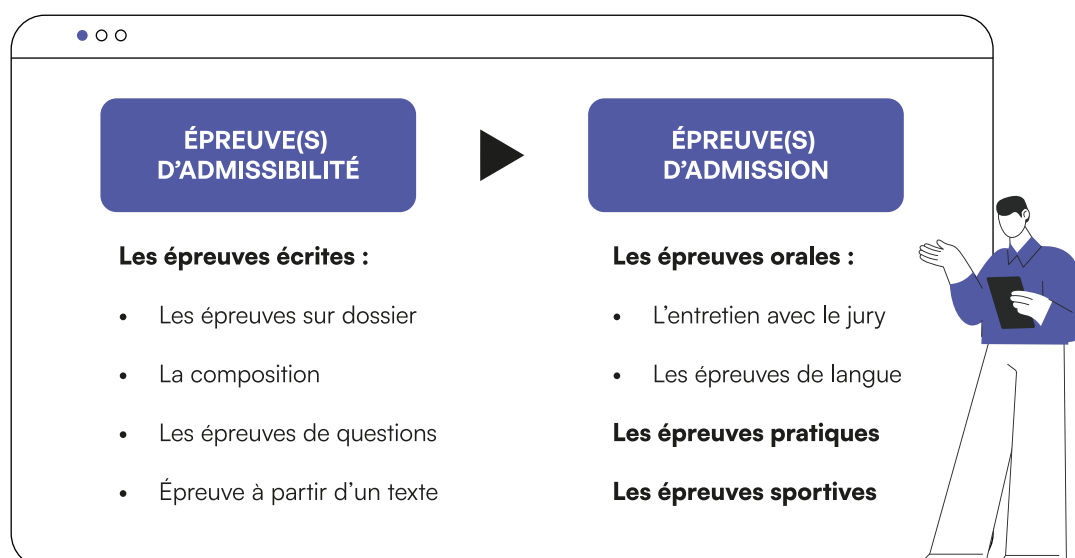 ÉPREUVE(S)
D'ADMISSIBILITÉ
Les épreuves écrites :
• Les épreuves sur dossier
• La composition
• Les épreuves de questions
• Épreuve à partir d'un texte
ÉPREUVE(S)
D'ADMISSION
Les épreuves orales :
• L'entretien avec le jury
• Les épreuves de langue
Les épreuves pratiques
Les épreuves sportives